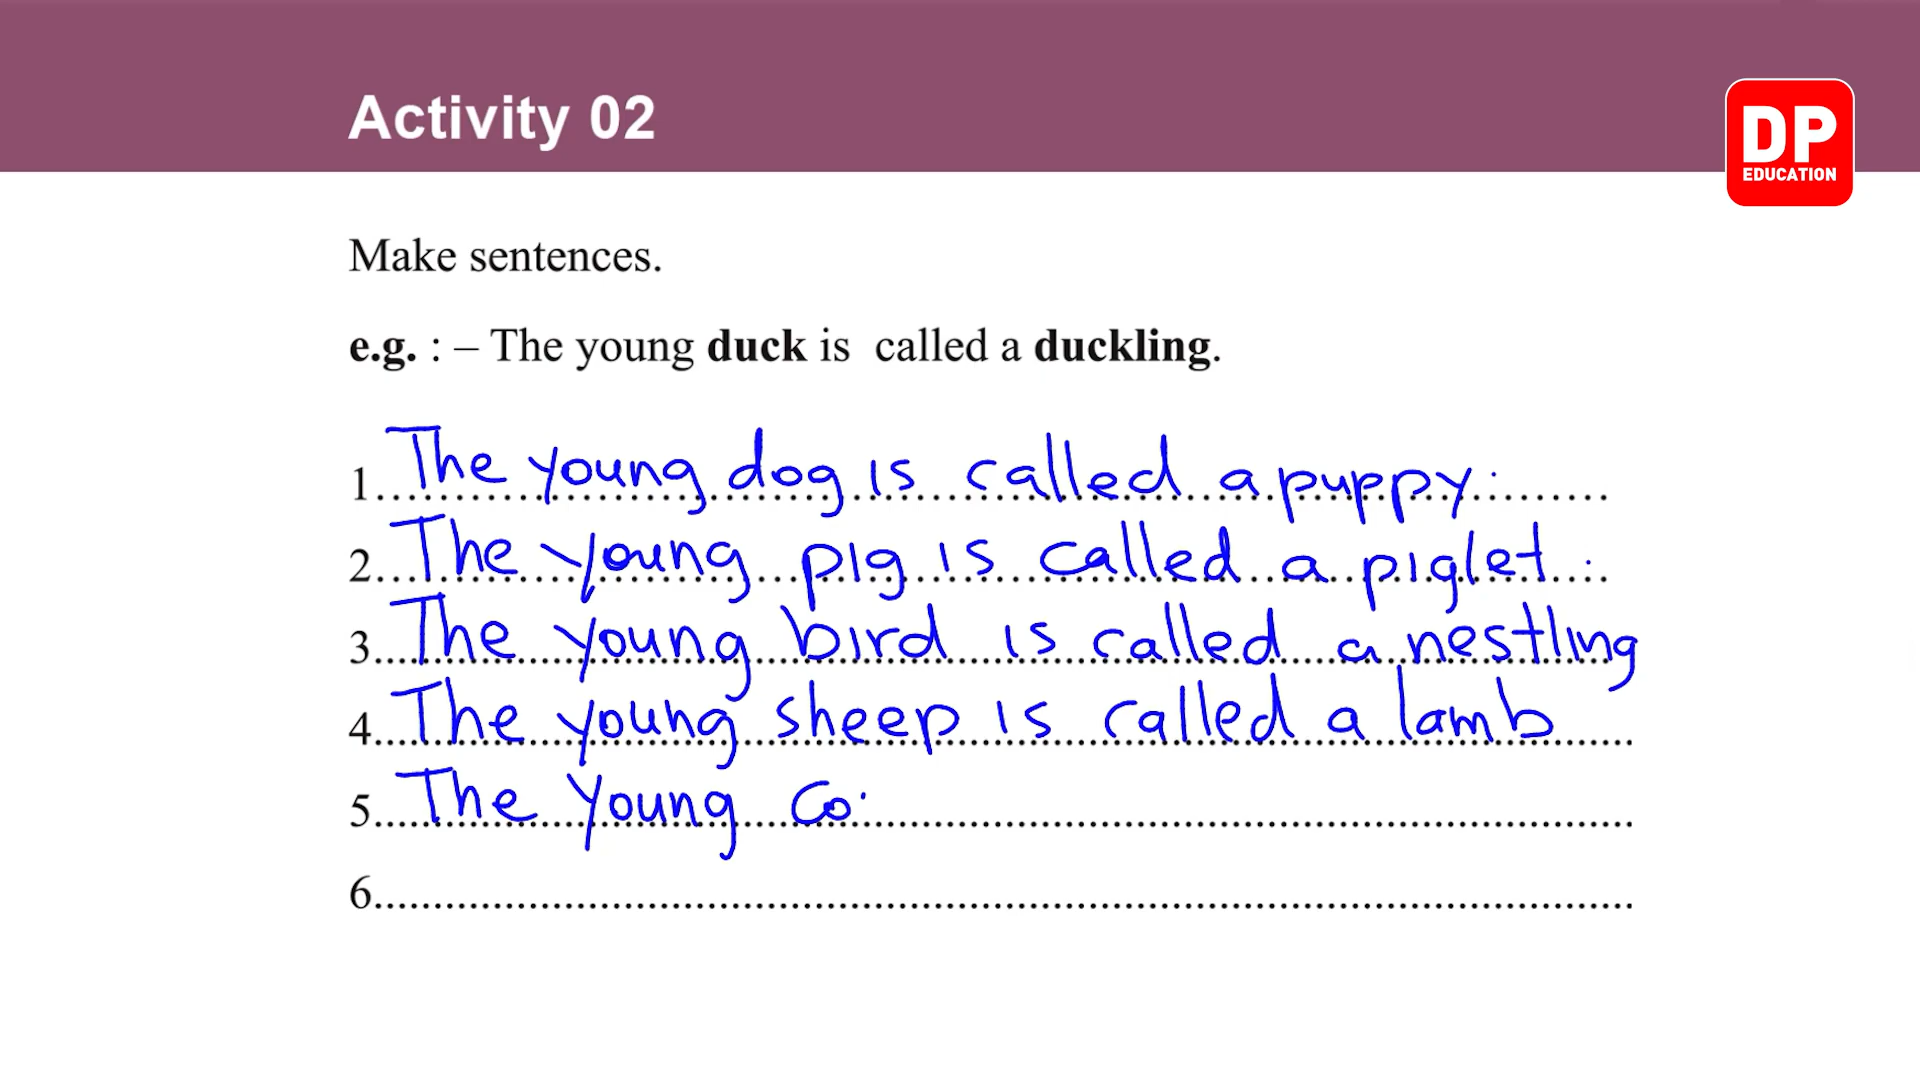 Activity 02
DP
EDUCATION
Make sentences.
e.g. : – The young duck is called a duckling.
1. The young dog is called a puppy.
2. The young pig is called a piglet.
3. The young bird is called a nestling
4. The young sheep is called a lamb
5. The young co
6.